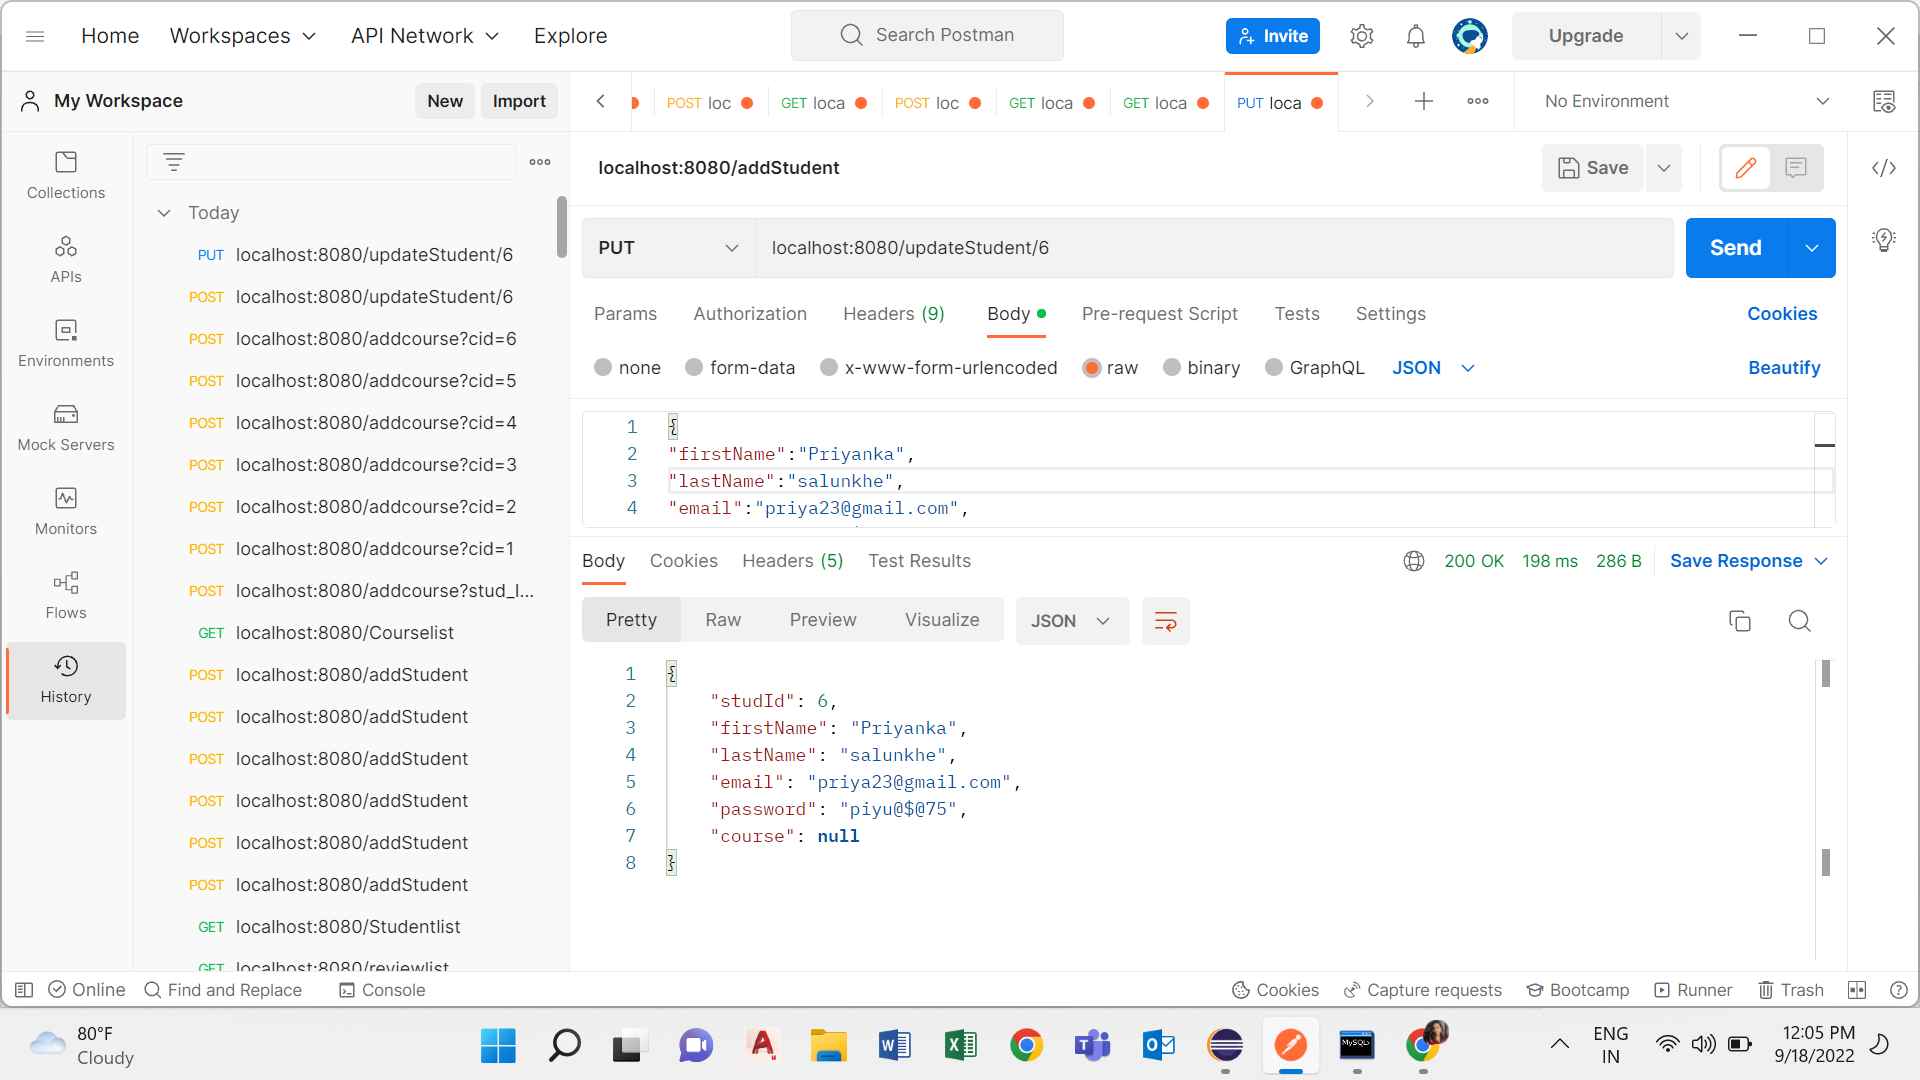 Home Workspaces API Network Explore Search Postman Invite Upgrade
My Workspace New Import POST loc GET loca POST loc GET loca GET loca PUT loca No Environment
Collections
APIs
Environments
Mock Servers
Monitors
Flows
History
Today
PUT localhost:8080/updateStudent/6
POST localhost:8080/updateStudent/6
POST localhost:8080/addcourse?cid=6
POST localhost:8080/addcourse?cid=5
POST localhost:8080/addcourse?cid=4
POST localhost:8080/addcourse?cid=3
POST localhost:8080/addcourse?cid=2
POST localhost:8080/addcourse?cid=1
POST localhost:8080/addcourse?stud_I...
GET localhost:8080/Courselist
POST localhost:8080/addStudent
POST localhost:8080/addStudent
POST localhost:8080/addStudent
POST localhost:8080/addStudent
POST localhost:8080/addStudent
POST localhost:8080/addStudent
GET localhost:8080/Studentlist
GET localhost:8080/reviewlist
localhost:8080/addStudent Save
PUT localhost:8080/updateStudent/6 Send
Params Authorization Headers (9) Body Pre-request Script Tests Settings Cookies
none form-data x-www-form-urlencoded raw binary GraphQL JSON Beautify
1 {
2 "firstName":"Priyanka",
3 "lastName":"salunkhe",
4 "email":"priya23@gmail.com",
Body Cookies Headers (5) Test Results 200 OK 198 ms 286 B Save Response
Pretty Raw Preview Visualize JSON
1 {
2 "studId": 6,
3 "firstName": "Priyanka",
4 "lastName": "salunkhe",
5 "email": "priya23@gmail.com",
6 "password": "piyu@$@75",
7 "course": null
8 }
Online Find and Replace Console Cookies Capture requests Bootcamp Runner Trash
80°F
Cloudy
MySQL>
ENG
IN
12:05 PM
9/18/2022